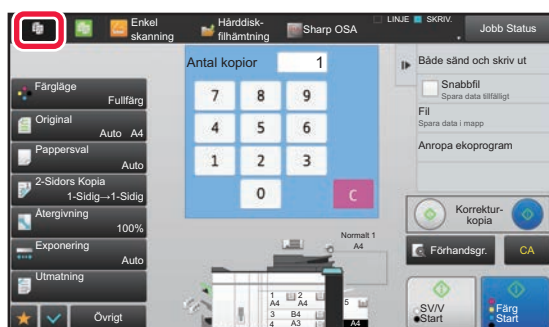 Enkel
skanning
Hårddisk-
filhämtning
Sharp OSA
LINJE
SKRIV.
Jobb Status
Färgläge
Fullfärg
Original
Auto A4
Pappersval
Auto
2-Sidors Kopia
1-Sidig→1-Sidig
Återgivning
100%
Exponering
Auto
Utmatning
Övrigt
Antal kopior 1
7 8 9
4 5 6
1 2 3
0 C
Normalt 1
A4
1 2
A4 A4
3 B4
4 A3
5
A4
Både sänd och skriv ut
Snabbfil
Spara data tillfälligt
Fil
Spara data i mapp
Anropa ekoprogram
Korrektur-
kopia
Förhandsgr.
CA
SV/V
Start
Färg
Start